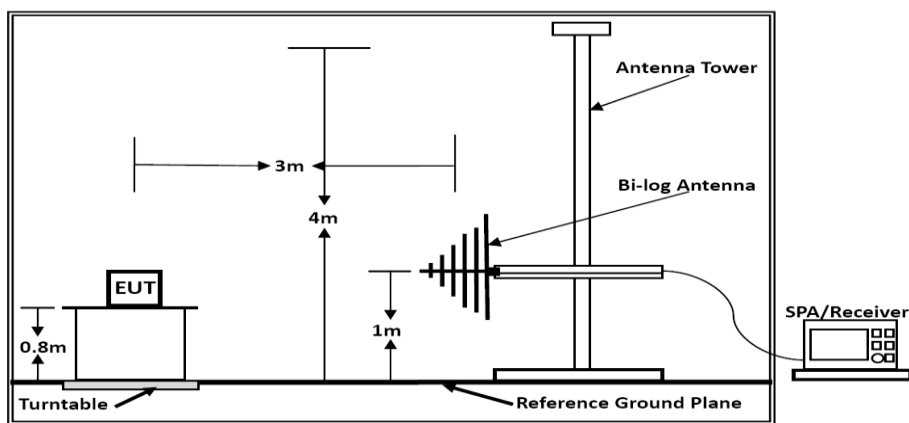 Antenna Tower
3m
Bi-log Antenna
4m
EUT
SPA/Receiver
1m
0.8m
Turntable
Reference Ground Plane